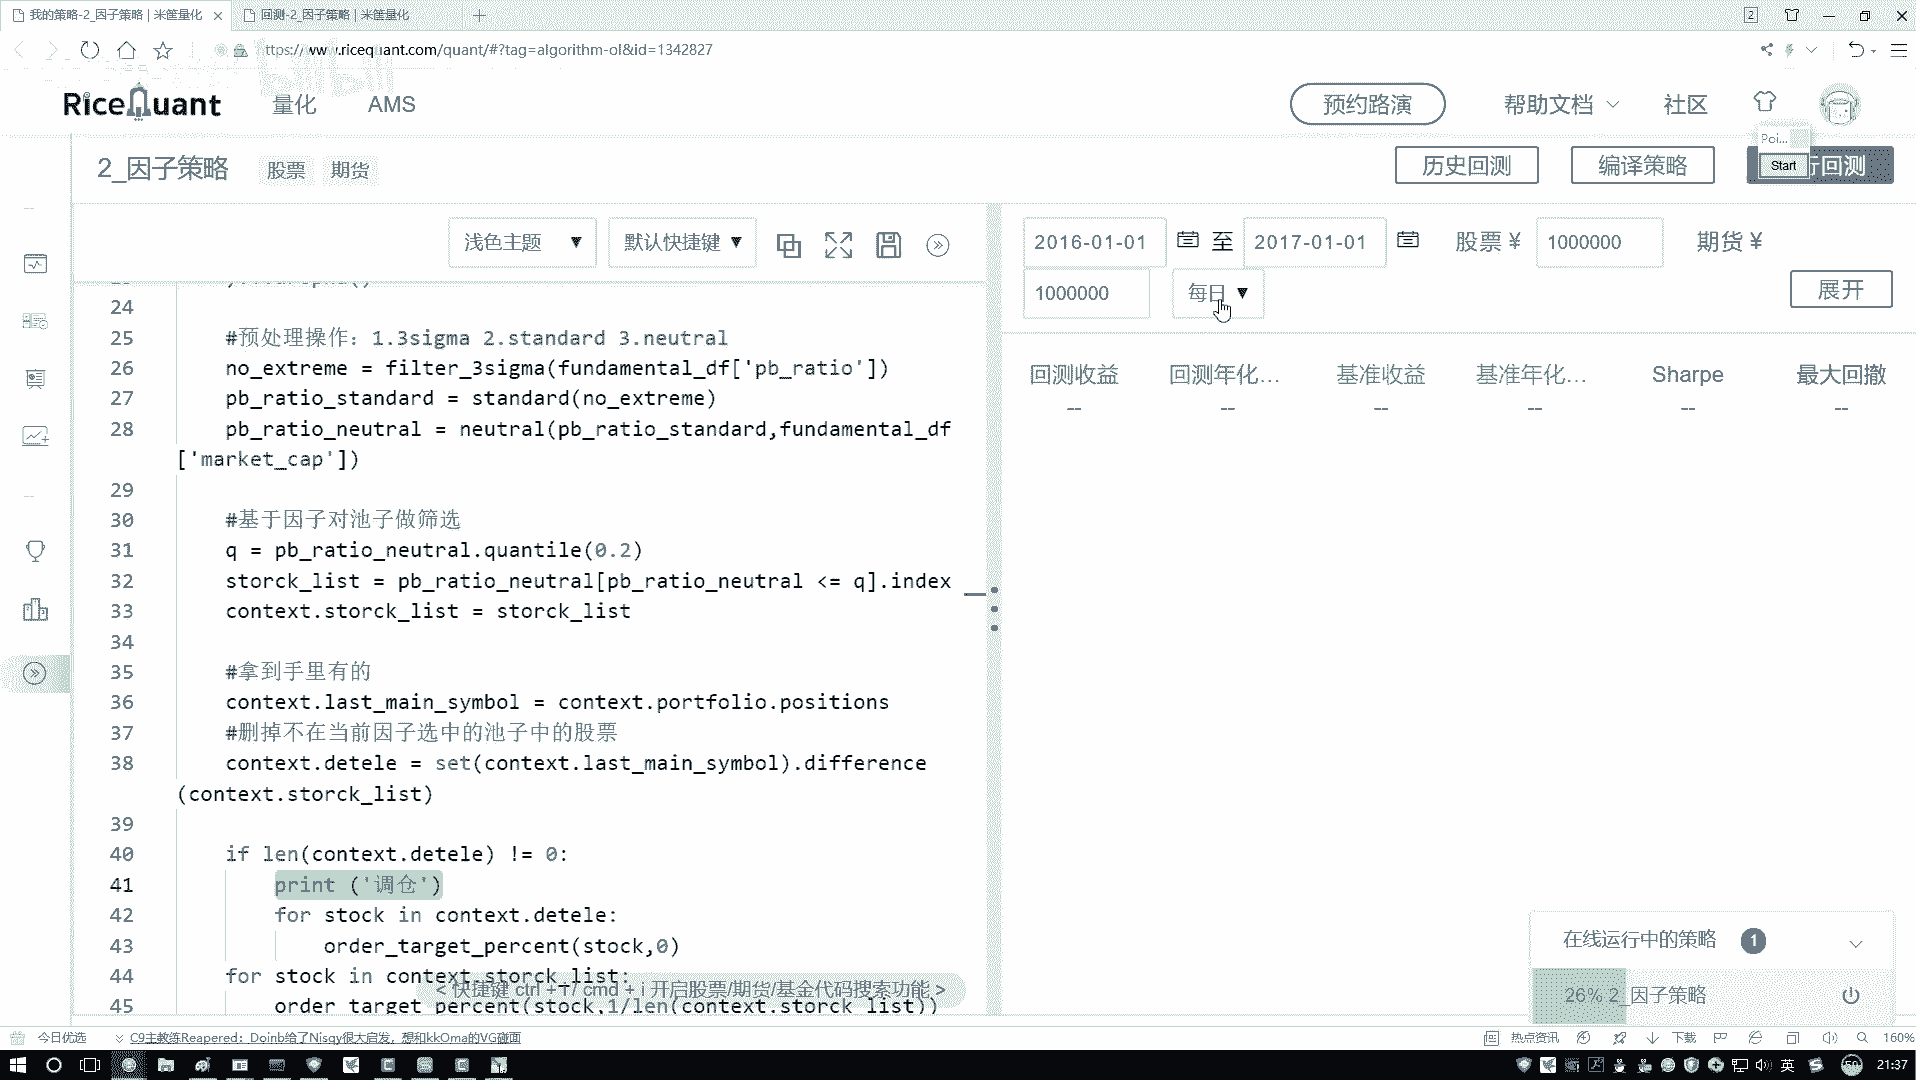 我的策略-2_因子策略 | 米筐量化
回测-2_因子策略 | 米筐量化
2
ttps://www.ricequant.com/quant/#?tag=algorithm-ol&id=1342827
RiceQuant
量化
AMS
预约路演
帮助文档
社区
Poi...
2_因子策略
股票
期货
历史回测
编译策略
Start
行回测
浅色主题 ▼
默认快捷键 ▼
2016-01-01
至
2017-01-01
股票 ¥
1000000
期货 ¥
1000000
每日 ▼
展开
回测收益
回测年化...
基准收益
基准年化...
Sharpe
最大回撤
--
--
--
--
--
--
24
25 #预处理操作：1.3sigma 2.standard 3.neutral
26 no_extreme = filter_3sigma(fundamental_df['pb_ratio'])
27 pb_ratio_standard = standard(no_extreme)
28 pb_ratio_neutral = neutral(pb_ratio_standard,fundamental_df
['market_cap'])
29
30 #基于因子对池子做筛选
31 q = pb_ratio_neutral.quantile(0.2)
32 storck_list = pb_ratio_neutral[pb_ratio_neutral <= q].index
33 context.storck_list = storck_list
34
35 #拿到手里有的
36 context.last_main_symbol = context.portfolio.positions
37 #删掉不在当前因子选中的池子中的股票
38 context.detele = set(context.last_main_symbol).difference
(context.storck_list)
39
40 if len(context.detele) != 0:
41 print ('调仓')
42 for stock in context.detele:
43 order_target_percent(stock,0)
44 for stock in context.storck_list:
<快捷键 ctrl + i / cmd + i 开启股票/期货/基金代码搜索功能 >
45 order_target_percent(stock,1/len(context.storck_list))
在线运行中的策略 1
26% 2_因子策略
今日优选
C9主教练Reapered：Doinb给了Nisqy很大启发，想和kkOma的VG碰面
热点资讯
下载
160%
英
50
21:37